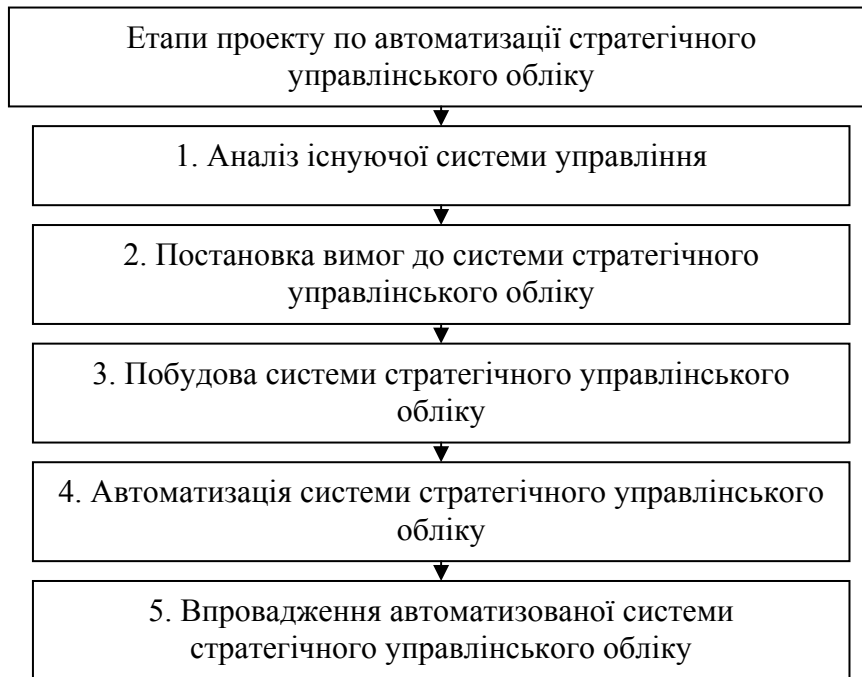 Етапи проекту по автоматизації стратегічного
управлінського обліку
1. Аналіз існуючої системи управління
2. Постановка вимог до системи стратегічного
управлінського обліку
3. Побудова системи стратегічного управлінського
обліку
4. Автоматизація системи стратегічного управлінського
обліку
5. Впровадження автоматизованої системи
стратегічного управлінського обліку